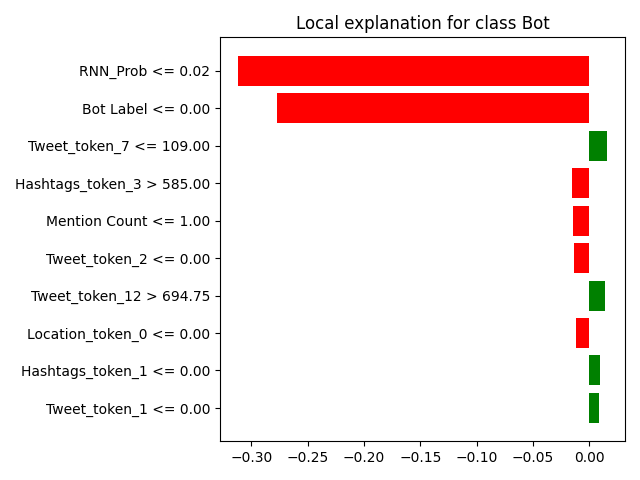 Local explanation for class Bot
RNN_Prob <= 0.02
Bot Label <= 0.00
Tweet_token_7 <= 109.00
Hashtags_token_3 > 585.00
Mention Count <= 1.00
Tweet_token_2 <= 0.00
Tweet_token_12 > 694.75
Location_token_0 <= 0.00
Hashtags_token_1 <= 0.00
Tweet_token_1 <= 0.00
−0.30 −0.25 −0.20 −0.15 −0.10 −0.05 0.00